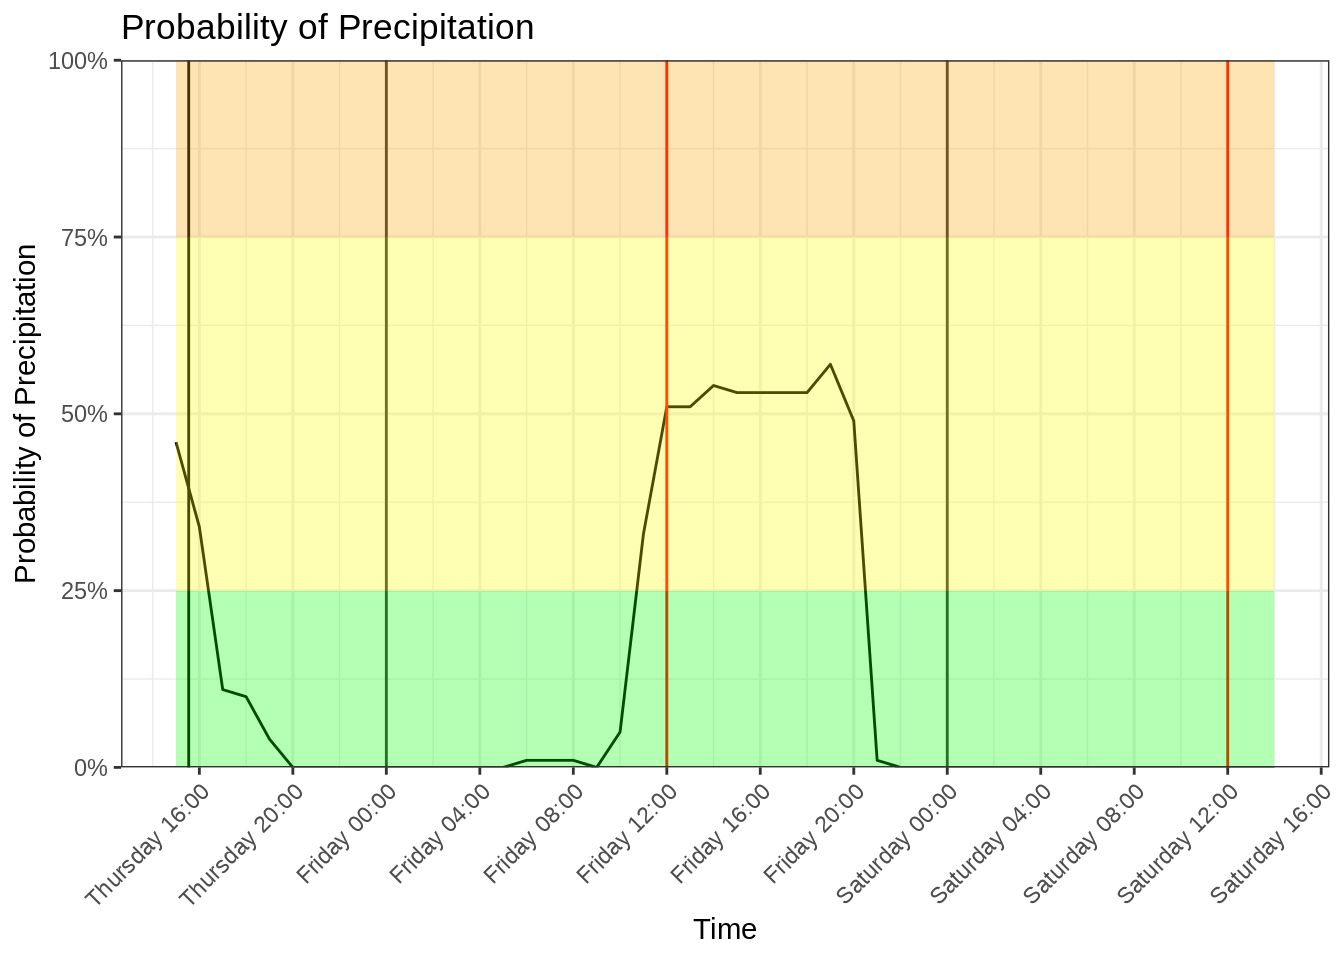 Probability of Precipitation
Probability of Precipitation
100%
75%
50%
25%
0%
Thursday 16:00
Thursday 20:00
Friday 00:00
Friday 04:00
Friday 08:00
Friday 12:00
Friday 16:00
Friday 20:00
Saturday 00:00
Saturday 04:00
Saturday 08:00
Saturday 12:00
Saturday 16:00
Time